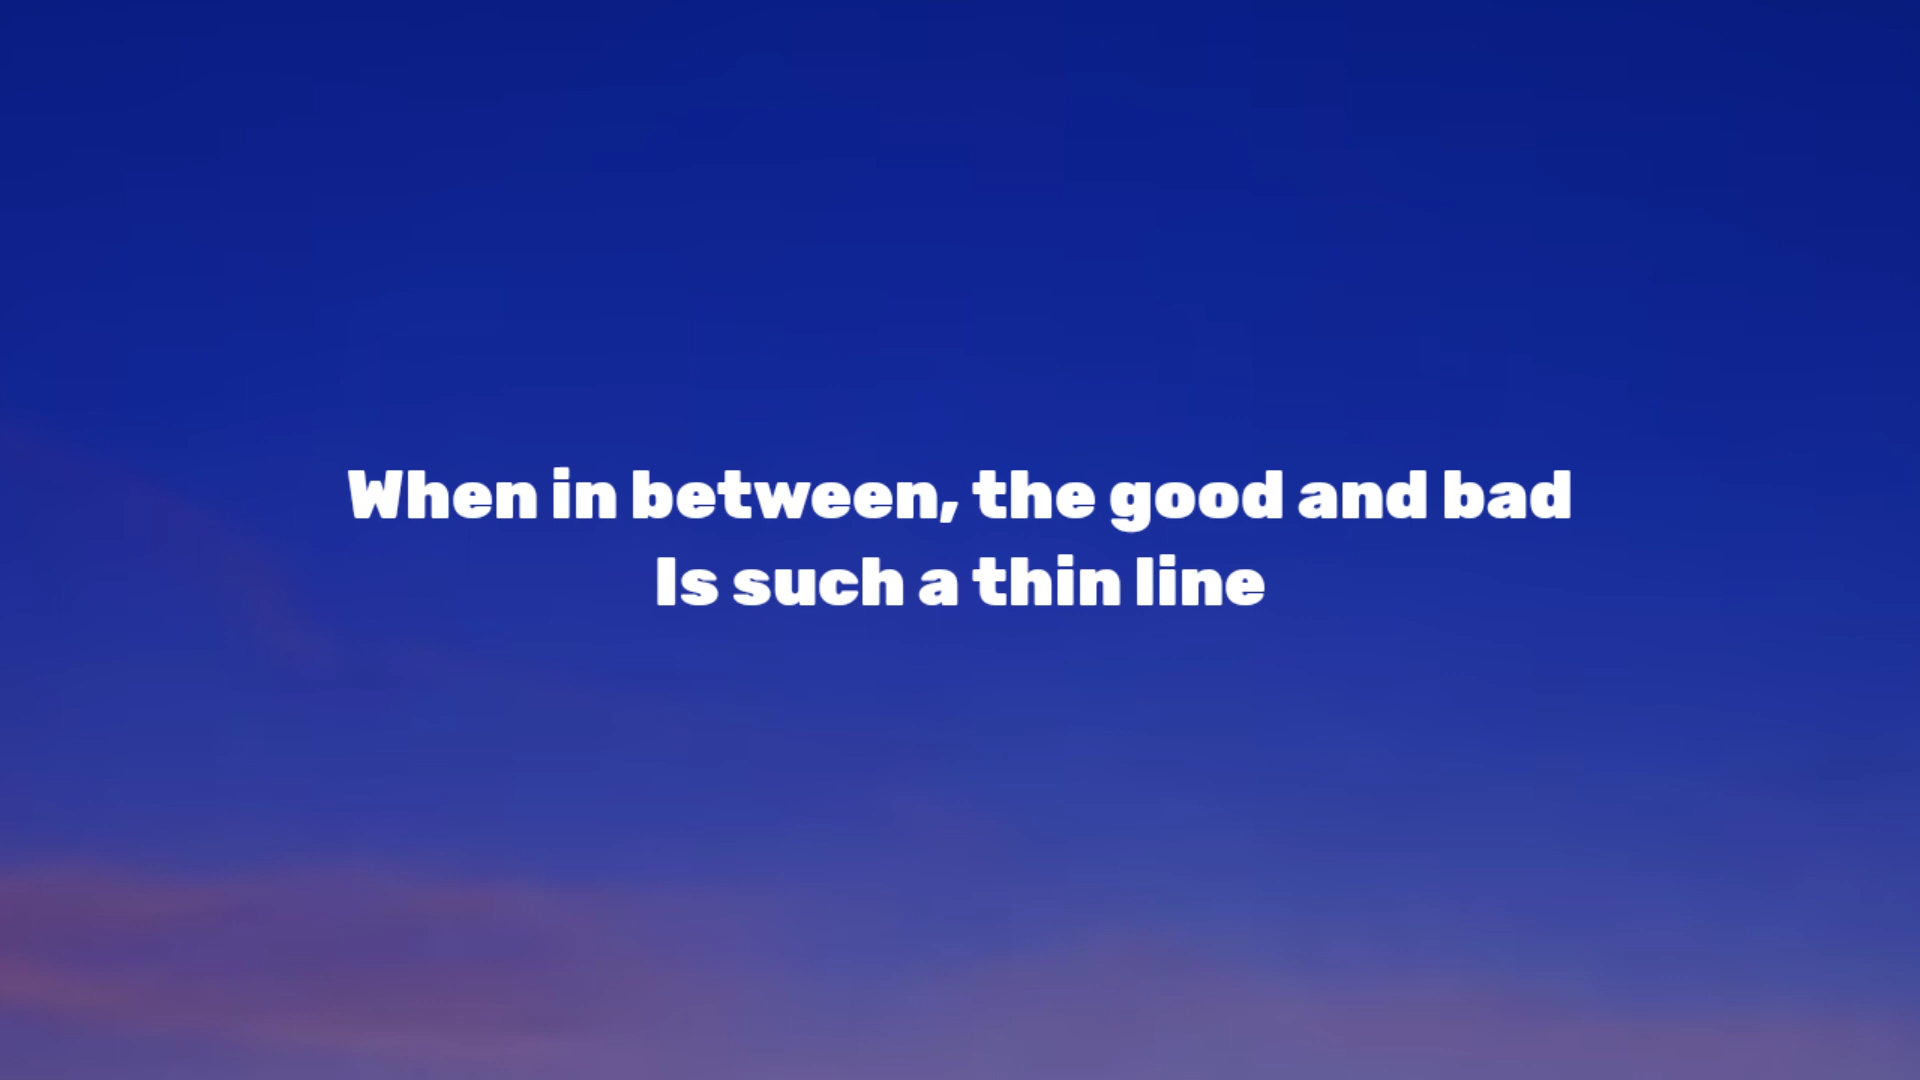 When in between, the good and bad
Is such a thin line